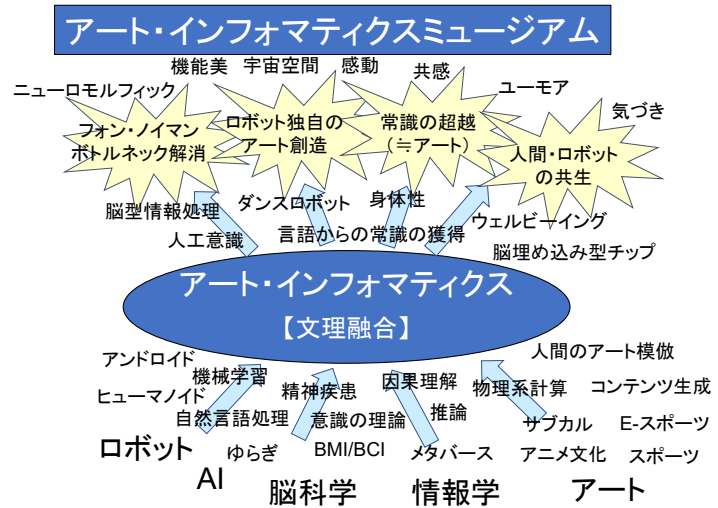 アート・インフォマティクスミュージアム
機能美
宇宙空間
感動
共感
ニューロモルフィック
ユーモア
気づき
フォン・ノイマン
ボトルネック解消
ロボット独自の
アート創造
常識の超越
(≒アート)
人間・ロボット
の共生
脳型情報処理
ダンスロボット
身体性
ウェルビーイング
人工意識
言語からの常識の獲得
脳埋め込み型チップ
アート・インフォマティクス
【文理融合】
アンドロイド
機械学習
因果理解
人間のアート模倣
ヒューマノイド
精神疾患
物理系計算
コンテンツ生成
自然言語処理
意識の理論
推論
サブカル
E-スポーツ
ロボット
ゆらぎ
BMI/BCI
メタバース
アニメ文化
スポーツ
AI
脳科学
情報学
アート